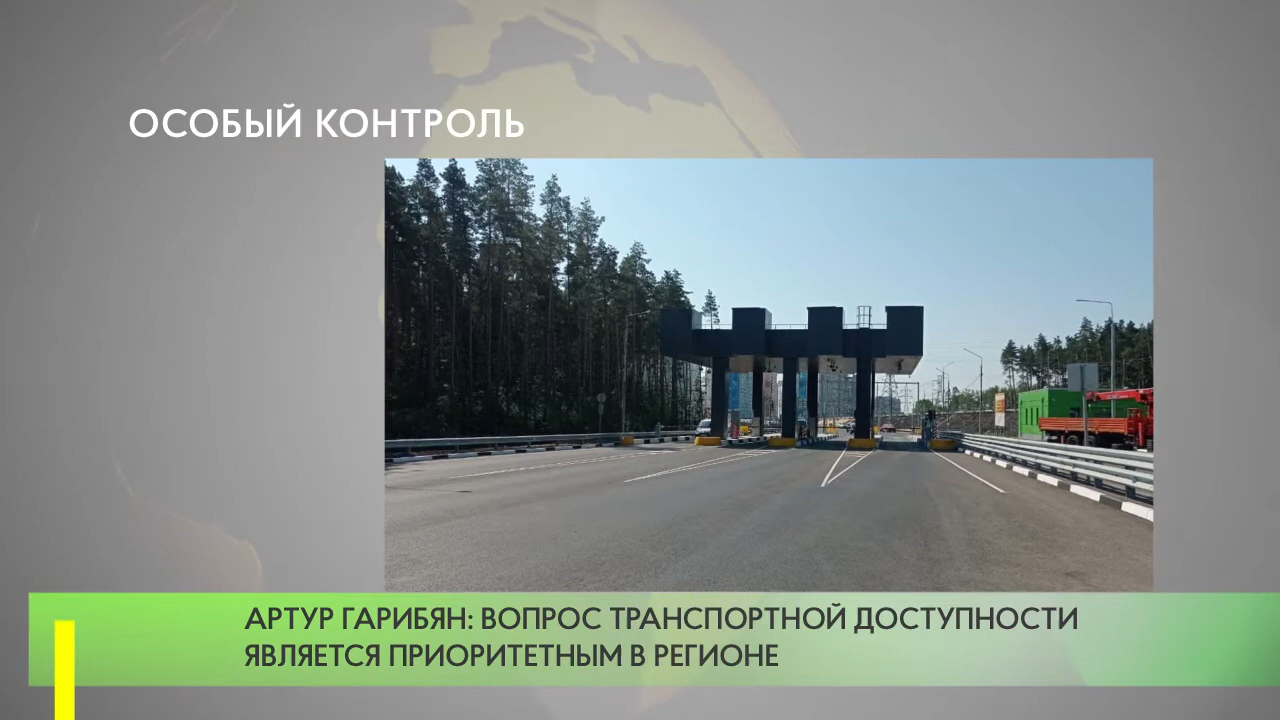 ОСОБЫЙ КОНТРОЛЬ
АРТУР ГАРИБЯН: ВОПРОС ТРАНСПОРТНОЙ ДОСТУПНОСТИ
ЯВЛЯЕТСЯ ПРИОРИТЕТНЫМ В РЕГИОНЕ